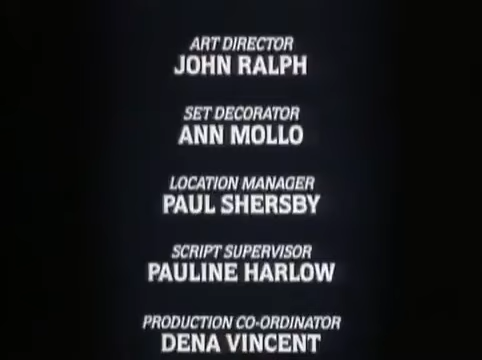 ART DIRECTOR
JOHN RALPH
SET DECORATOR
ANN MOLLO
LOCATION MANAGER
PAUL SHERSBY
SCRIPT SUPERVISOR
PAULINE HARLOW
PRODUCTION CO-ORDINATOR
DENA VINCENT